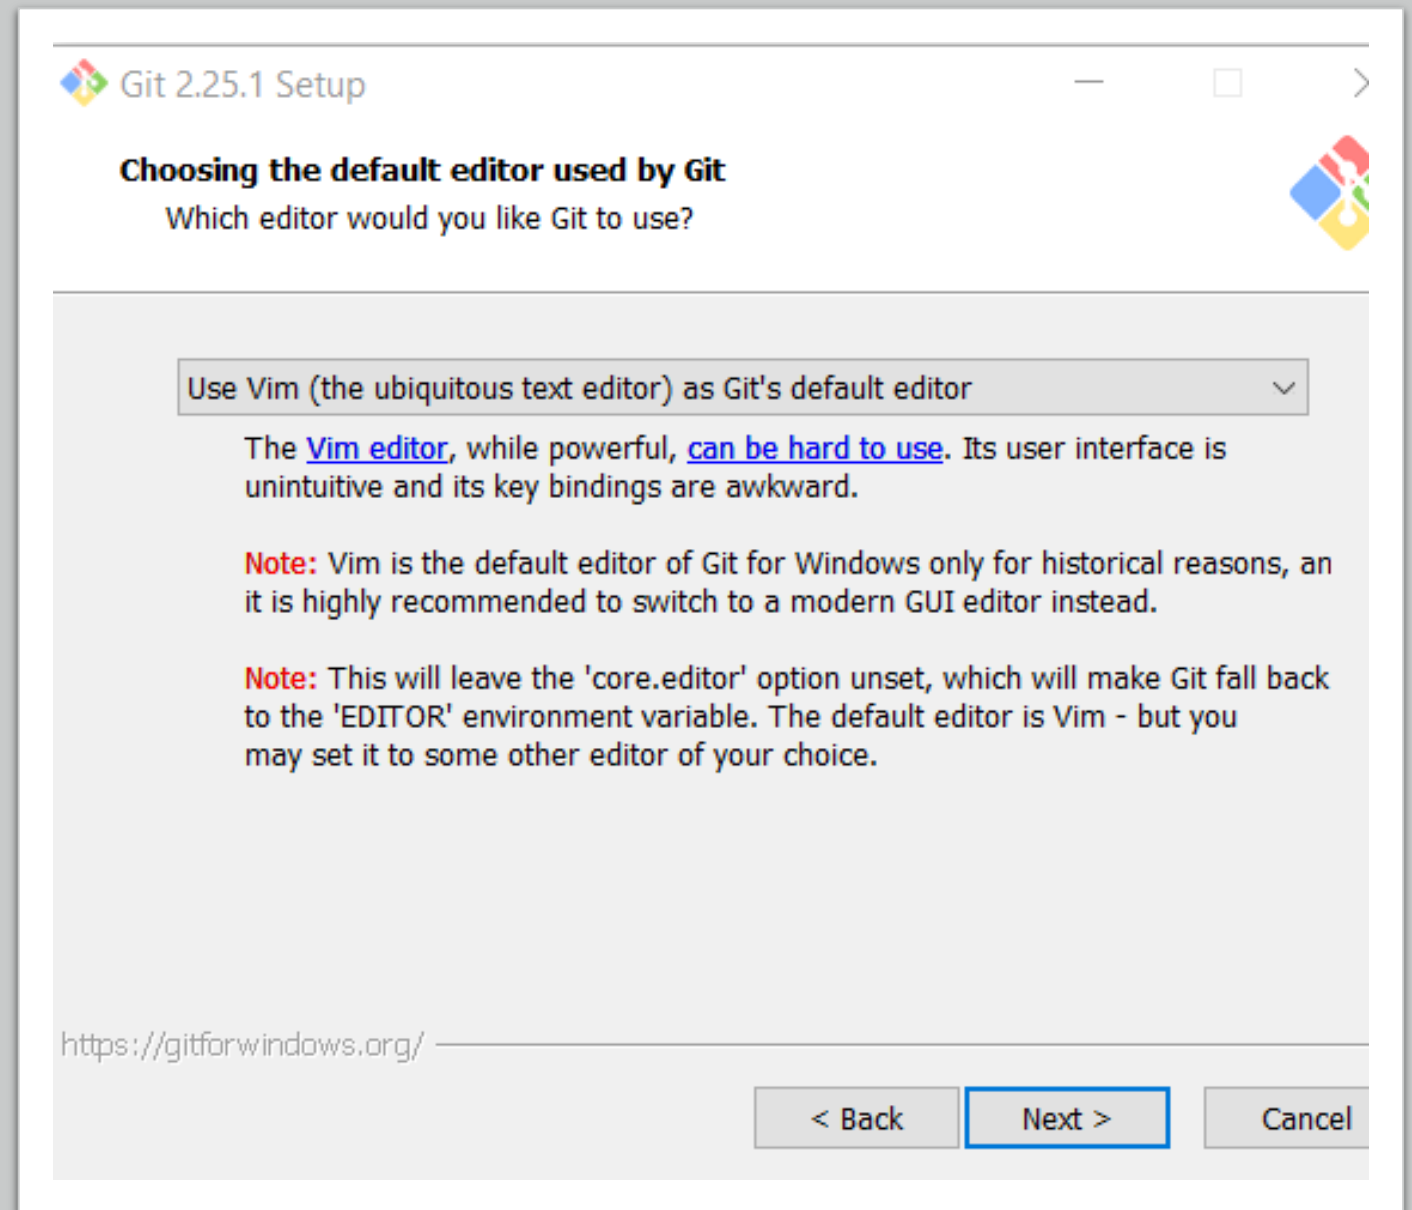 Git 2.25.1 Setup
Choosing the default editor used by Git
Which editor would you like Git to use?
Use Vim (the ubiquitous text editor) as Git's default editor
The Vim editor, while powerful, can be hard to use. Its user interface is
unintuitive and its key bindings are awkward.
Note: Vim is the default editor of Git for Windows only for historical reasons, an
it is highly recommended to switch to a modern GUI editor instead.
Note: This will leave the 'core.editor' option unset, which will make Git fall back
to the 'EDITOR' environment variable. The default editor is Vim - but you
may set it to some other editor of your choice.
https://gitforwindows.org/
< Back Next > Cancel